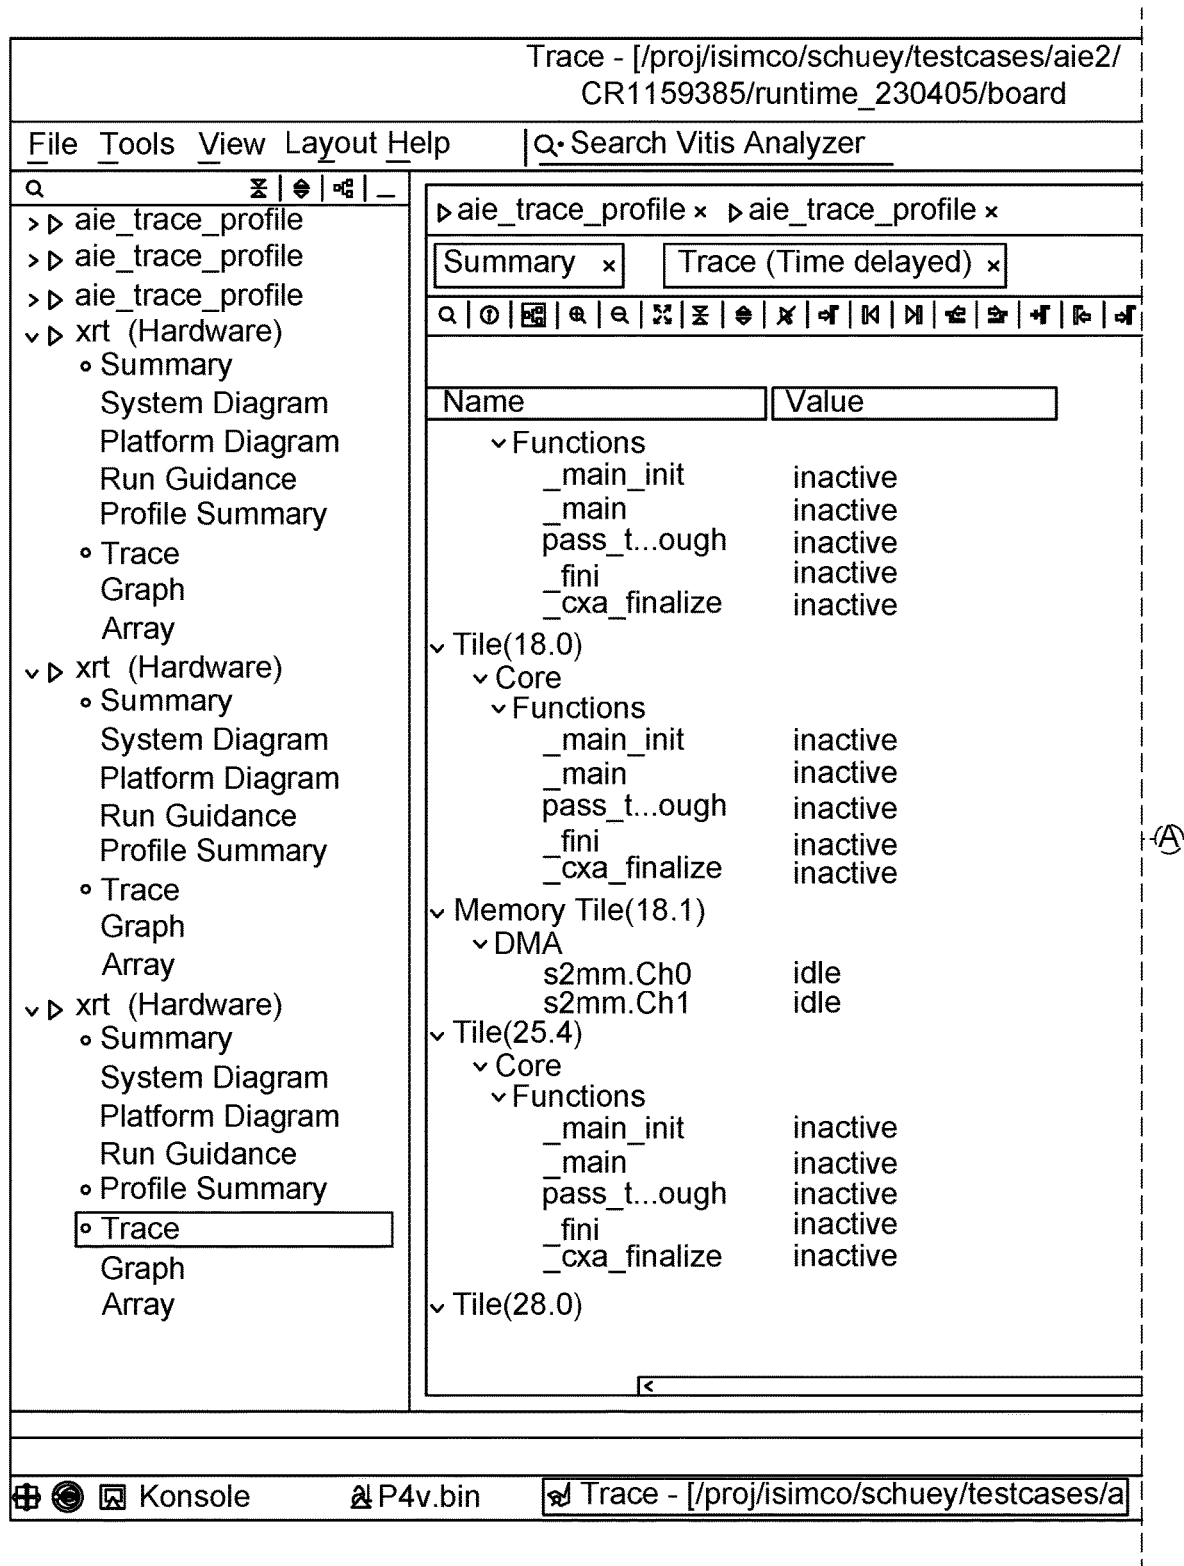 Trace - [/proj/isimco/schuey/testcases/aie2/
CR1159385/runtime_230405/board
File Tools View Layout Help
Search Vitis Analyzer
> aie_trace_profile
> aie_trace_profile
> aie_trace_profile
xrt (Hardware)
Summary
System Diagram
Platform Diagram
Run Guidance
Profile Summary
Trace
Graph
Array
xrt (Hardware)
Summary
System Diagram
Platform Diagram
Run Guidance
Profile Summary
Trace
Graph
Array
xrt (Hardware)
Summary
System Diagram
Platform Diagram
Run Guidance
Profile Summary
Trace
Graph
Array
aie_trace_profile × aie_trace_profile ×
Summary × Trace (Time delayed) ×
Name Value
Functions
_main_init inactive
_main inactive
pass_t...ough inactive
_fini inactive
_cxa_finalize inactive
Tile(18.0)
Core
Functions
_main_init inactive
_main inactive
pass_t...ough inactive
_fini inactive
_cxa_finalize inactive
Memory Tile(18.1)
DMA
s2mm.Ch0 idle
s2mm.Ch1 idle
Tile(25.4)
Core
Functions
_main_init inactive
_main inactive
pass_t...ough inactive
_fini inactive
_cxa_finalize inactive
Tile(28.0)
A
Konsole P4v.bin Trace - [/proj/isimco/schuey/testcases/a